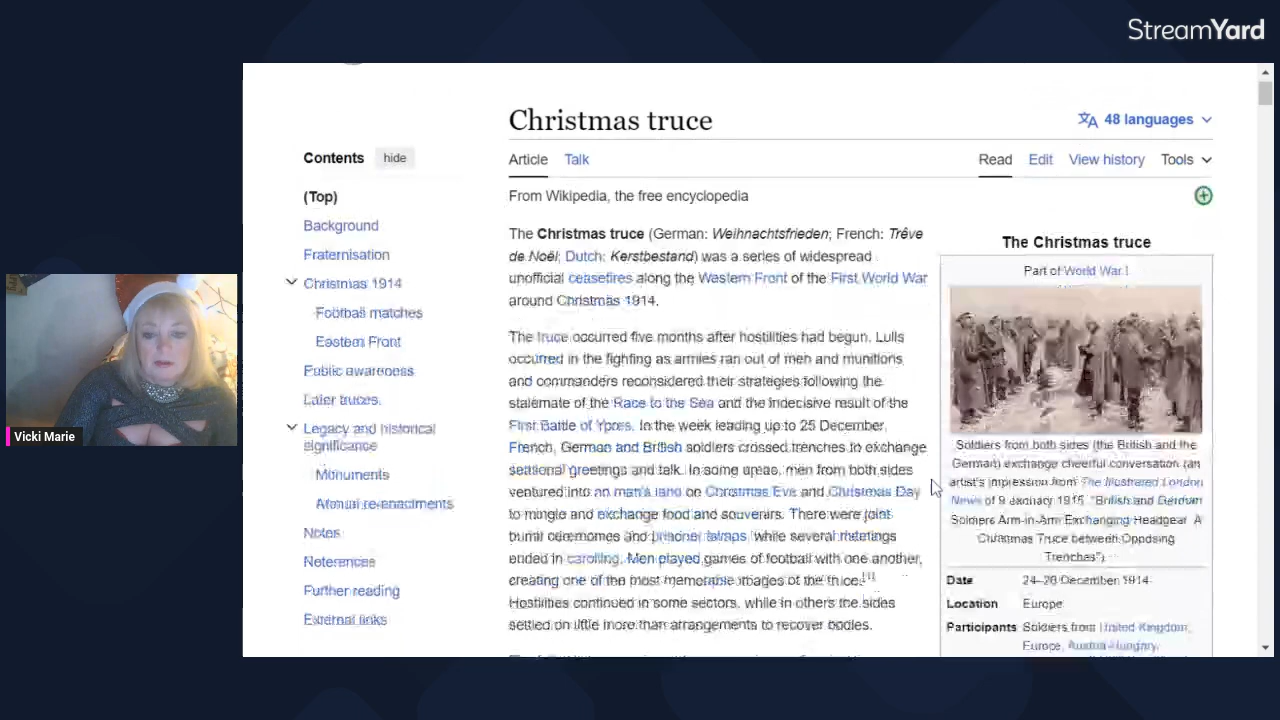 StreamYard
Christmas truce
48 languages
Contents hide
Article Talk Read Edit View history Tools
(Top)
From Wikipedia, the free encyclopedia
Background
Fraternisation
Christmas 1914
Football matches
Eastern Front
Public awareness
Later truces
Legacy and historical
significance
Monuments
Annual re-enactments
Notes
References
Further reading
External links
The Christmas truce (German: Weihnachtsfrieden; French: Trêve
de Noël; Dutch: Kerstbestand) was a series of widespread
unofficial ceasefires along the Western Front of the First World War
around Christmas 1914.
The truce occurred five months after hostilities had begun. Lulls
occurred in the fighting as armies ran out of men and munitions
and commanders reconsidered their strategies following the
stalemate of the Race to the Sea and the indecisive result of the
First Battle of Ypres. In the week leading up to 25 December,
French, German and British soldiers crossed trenches to exchange
seasonal greetings and talk. In some areas, men from both sides
ventured into no man's land on Christmas Eve and Christmas Day
to mingle and exchange food and souvenirs. There were joint
burial ceremonies and prisoner swaps, while several meetings
ended in carolling. Men played games of football with one another,
creating one of the most memorable images of the truce.[1]
Hostilities continued in some sectors, while in others the sides
settled on little more than arrangements to recover bodies.
The Christmas truce
Part of World War I
Soldiers from both sides (the British and the
German) exchange cheerful conversation (an
artist's impression from The Illustrated London
News of 9 January 1915 "British and German
Soldiers Arm-in-Arm Exchanging Headgear: A
Christmas Truce between Opposing
Trenches")
Date 24–26 December 1914
Location Europe
Participants Soldiers from United Kingdom,
Europe, Austria-Hungary,
Vicki Marie